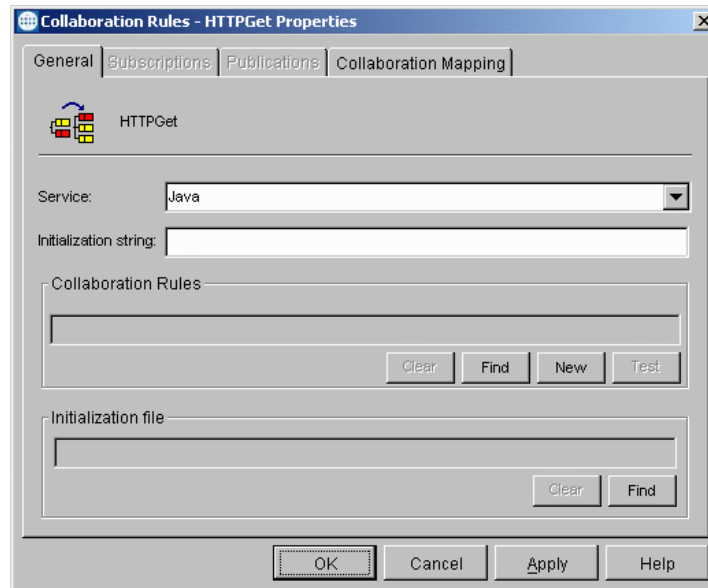 Collaboration Rules - HTTPGet Properties
General Subscriptions Publications Collaboration Mapping
HTTPGet
Service: Java
Initialization string:
Collaboration Rules
Clear Find New Test
Initialization file
Clear Find
OK Cancel Apply Help